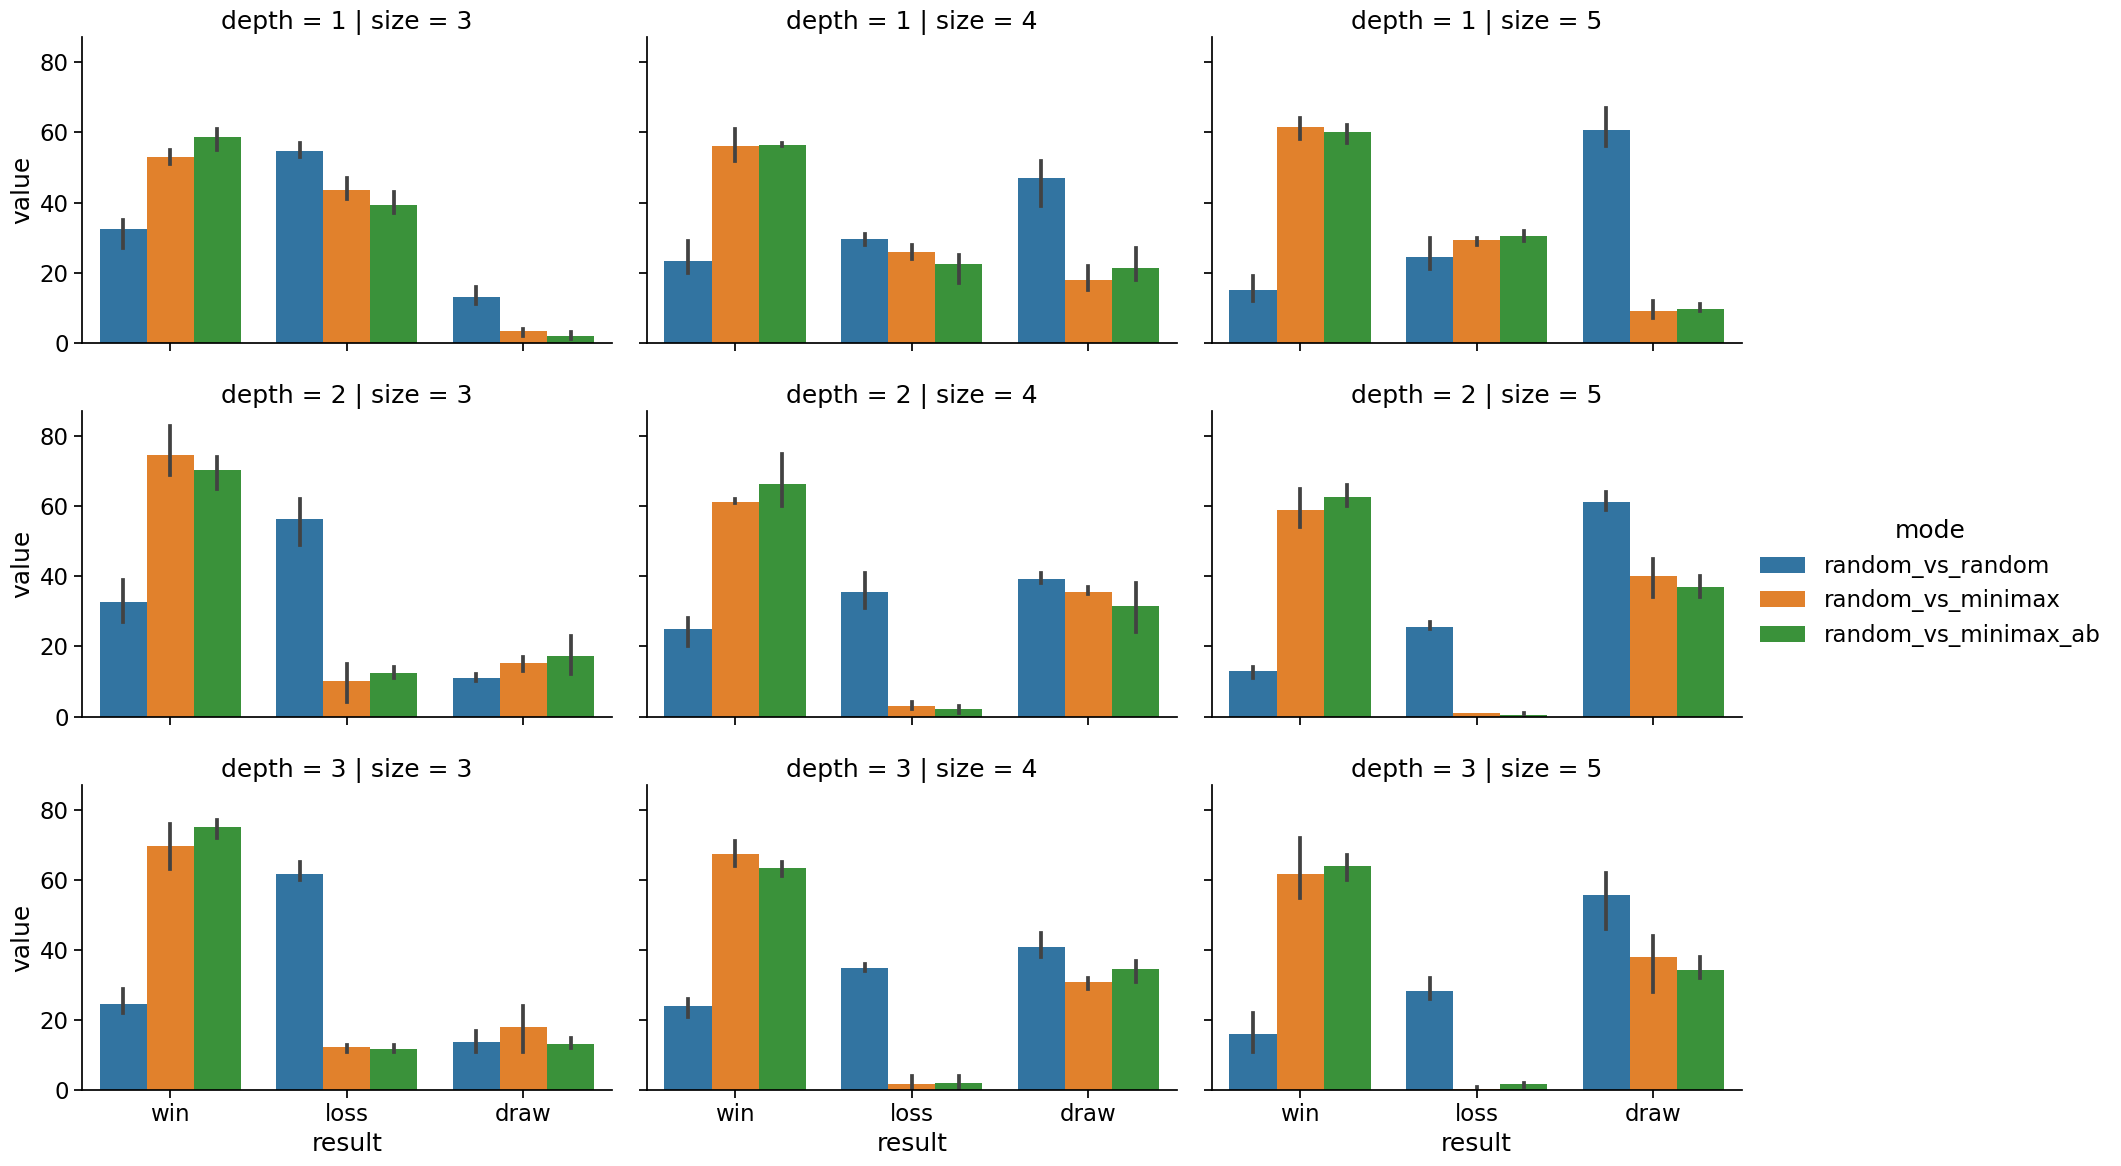 depth = 1 | size = 3
depth = 1 | size = 4
depth = 1 | size = 5
value
80
60
40
20
0
depth = 2 | size = 3
depth = 2 | size = 4
depth = 2 | size = 5
value
80
60
40
20
0
mode
random_vs_random
random_vs_minimax
random_vs_minimax_ab
depth = 3 | size = 3
depth = 3 | size = 4
depth = 3 | size = 5
value
80
60
40
20
0
win loss draw
result
win loss draw
result
win loss draw
result